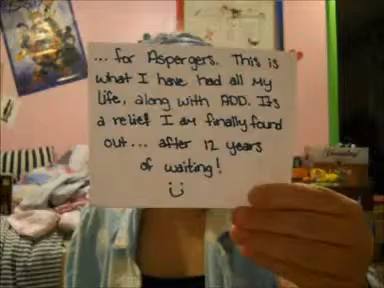 ... for Aspergers. This is
what I have had all my
life, along with ADD. Its
a relief I am finally found
out... after 12 years
of waiting!